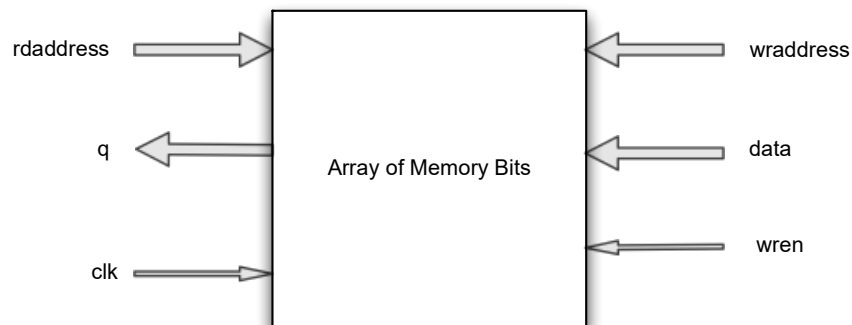 rdaddress
wraddress
q
Array of Memory Bits
data
clk
wren